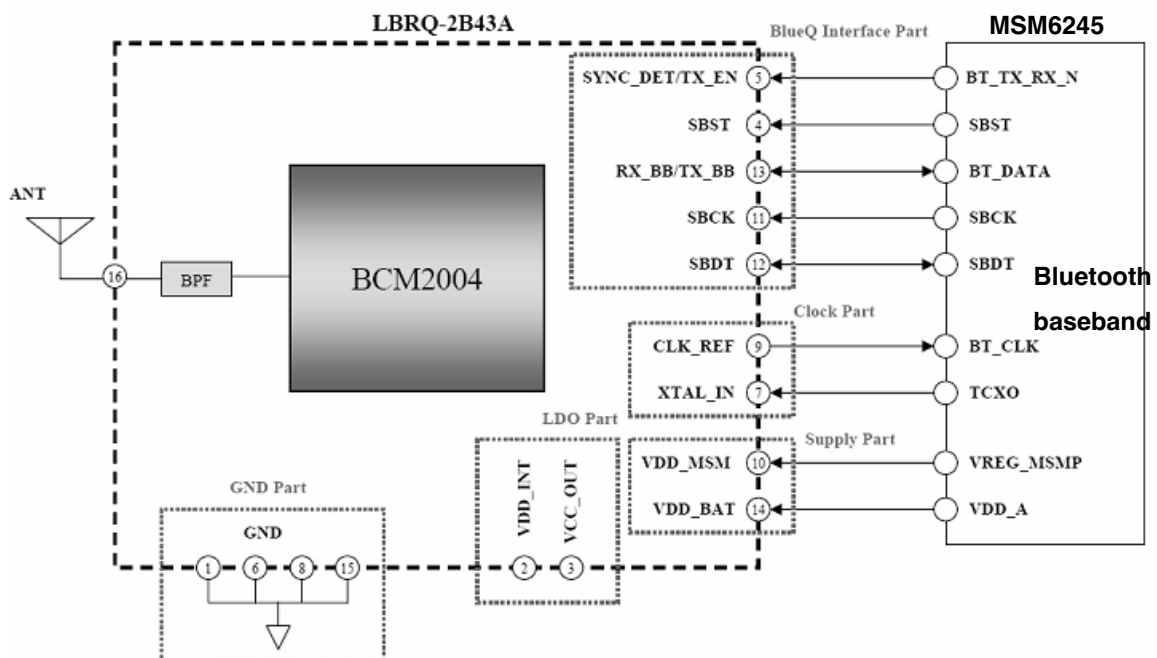 LBRQ-2B43A
BlueQ Interface Part
MSM6245
SYNC_DET/TX_EN
5
BT_TX_RX_N
SBST
4
SBST
RX_BB/TX_BB
13
BT_DATA
SBCK
11
SBCK
SBDT
12
SBDT
ANT
16
BPF
BCM2004
Bluetooth
baseband
Clock Part
CLK_REF
9
BT_CLK
XTAL_IN
7
TCXO
LDO Part
Supply Part
VDD_INT
VCC_OUT
VDD_MSM
10
VREG_MSMP
VDD_BAT
14
VDD_A
GND Part
GND
1
6
8
15
2
3